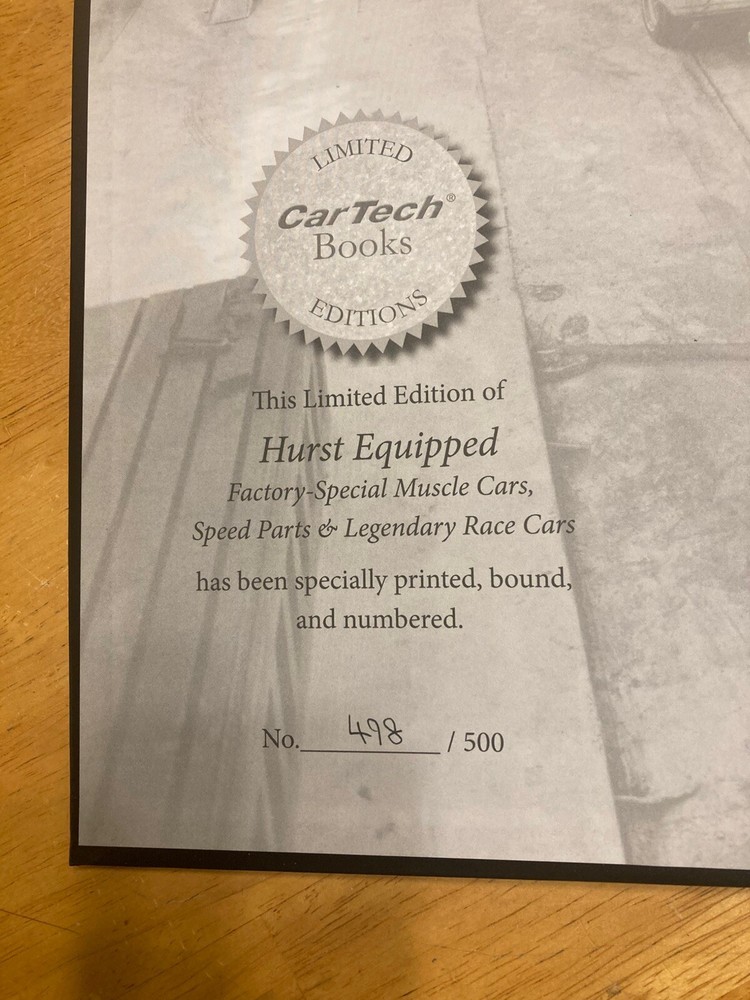 LIMITED
CarTech®
Books
EDITIONS
This Limited Edition of
Hurst Equipped
Factory-Special Muscle Cars,
Speed Parts & Legendary Race Cars
has been specially printed, bound,
and numbered.
No. 498 / 500